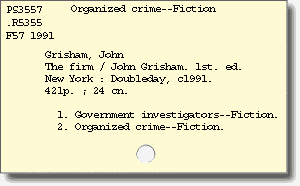 PS3557 Organized crime--Fiction
.R5355
F57 1991
Grisham, John
The firm / John Grisham. 1st. ed.
New York : Doubleday, c1991.
421p. ; 24 cn.
1. Government investigators--Fiction.
2. Organized crime--Fiction.